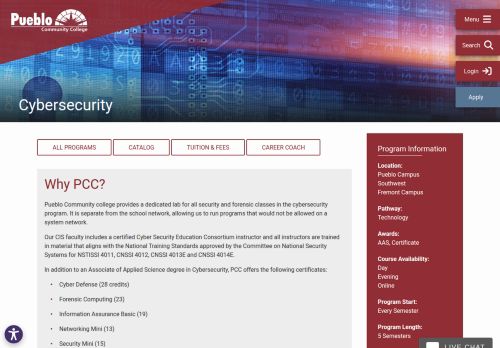 Pueblo
Community College
Menu
Search
Login
Apply
Cybersecurity
ALL PROGRAMS
CATALOG
TUITION & FEES
CAREER COACH
Why PCC?
Pueblo Community college provides a dedicated lab for all security and forensic classes in the cybersecurity
program. It is separate from the school network, allowing us to run programs that would not be allowed on a
system network.
Our CIS faculty includes a certified Cyber Security Education Consortium instructor and all instructors are trained
in material that aligns with the National Training Standards approved by the Committee on National Security
Systems for NSTISSI 4011, CNSSI 4012, CNSSI 4013E and CNSSI 4014E.
In addition to an Associate of Applied Science degree in Cybersecurity, PCC offers the following certificates:
• Cyber Defense (28 credits)
• Forensic Computing (23)
• Information Assurance Basic (19)
• Networking Mini (13)
• Security Mini (15)
Program Information
Location:
Pueblo Campus
Southwest
Fremont Campus
Pathway:
Technology
Awards:
AAS, Certificate
Course Availability:
Day
Evening
Online
Program Start:
Every Semester
Program Length:
5 Semesters
LIVE CHAT